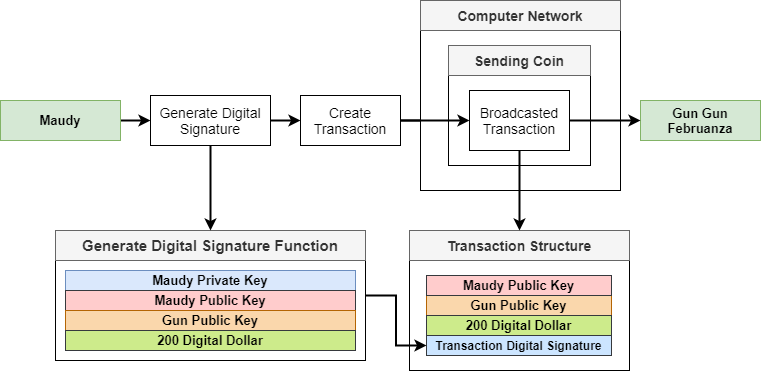 Computer Network
Sending Coin
Maudy
Generate Digital
Signature
Create
Transaction
Broadcasted
Transaction
Gun Gun
Februanza
Generate Digital Signature Function
Maudy Private Key
Maudy Public Key
Gun Public Key
200 Digital Dollar
Transaction Structure
Maudy Public Key
Gun Public Key
200 Digital Dollar
Transaction Digital Signature